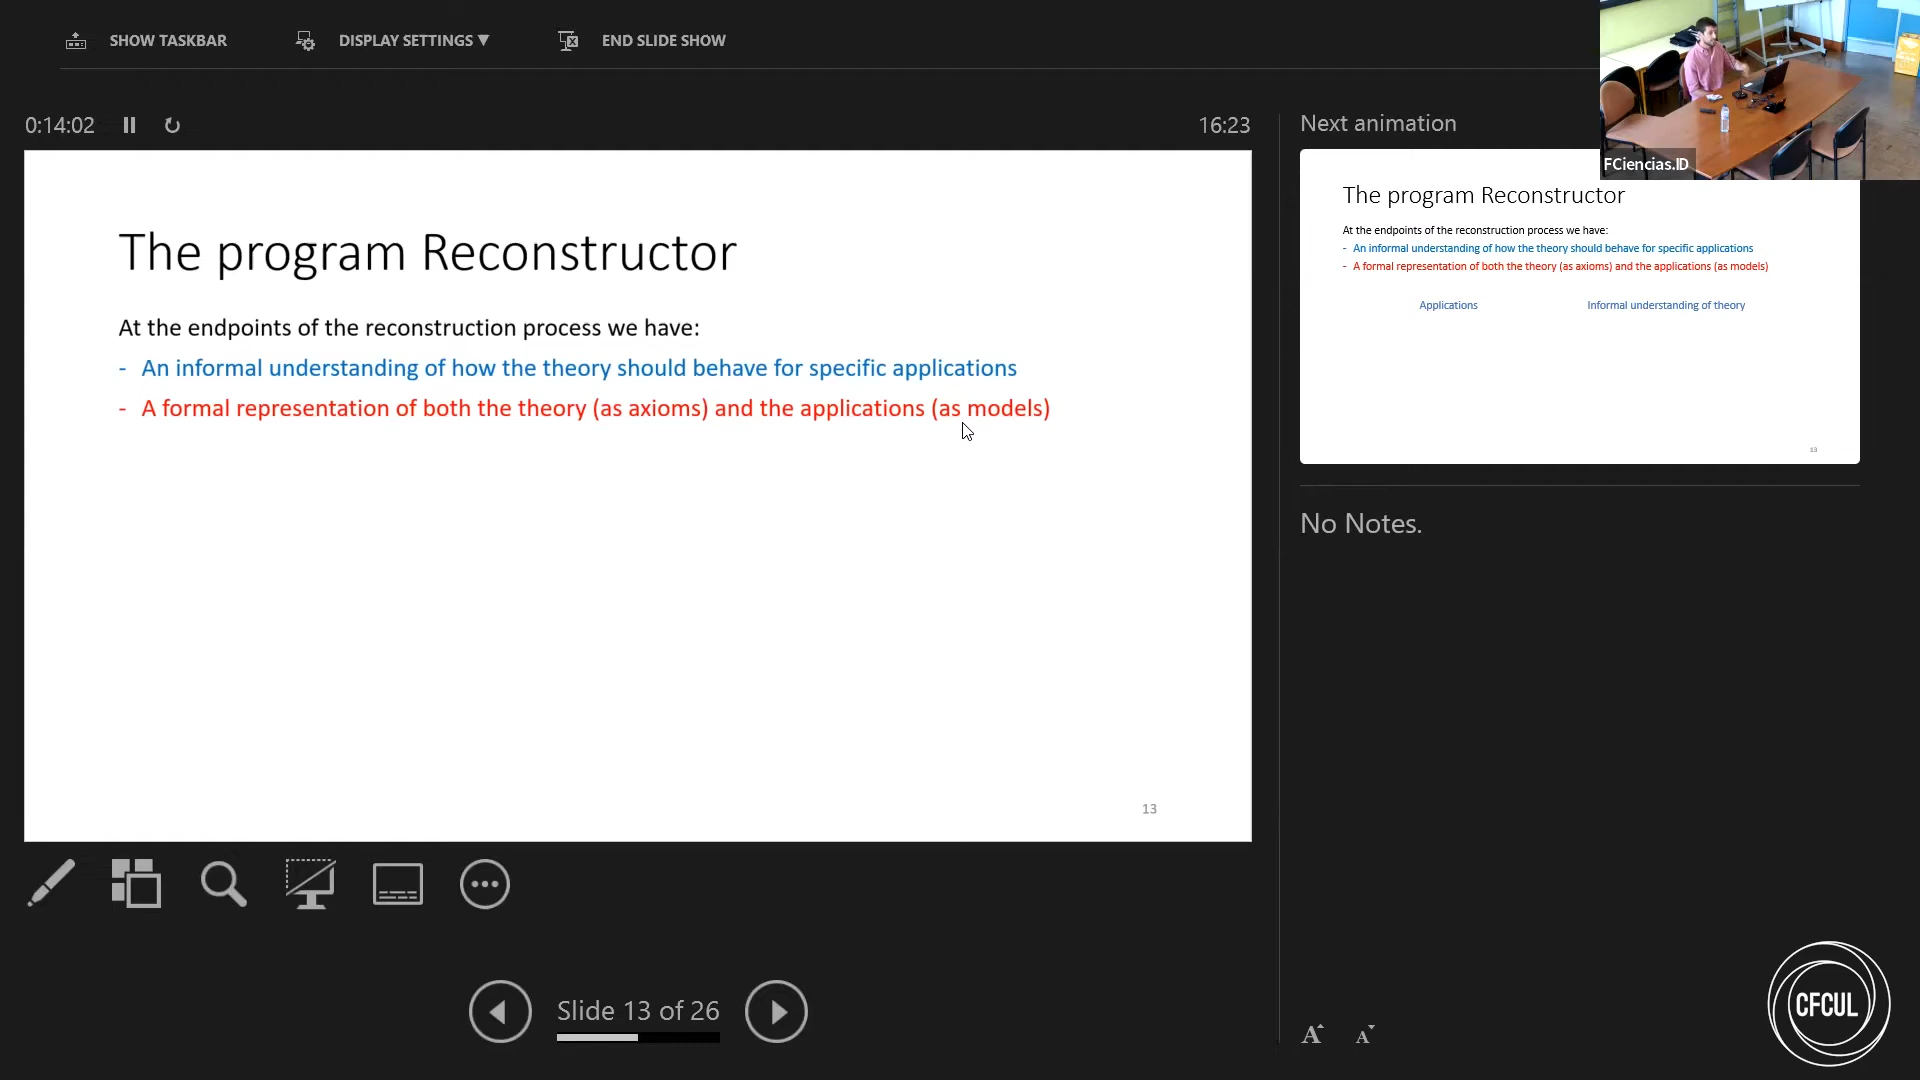 SHOW TASKBAR
DISPLAY SETTINGS ▼
END SLIDE SHOW
FCiencias.ID
0:14:02
16:23
Next animation
The program Reconstructor
At the endpoints of the reconstruction process we have:
- An informal understanding of how the theory should behave for specific applications
- A formal representation of both the theory (as axioms) and the applications (as models)
13
The program Reconstructor
At the endpoints of the reconstruction process we have:
- An informal understanding of how the theory should behave for specific applications
- A formal representation of both the theory (as axioms) and the applications (as models)
Applications
Informal understanding of theory
13
No Notes.
Slide 13 of 26
A A
CFCUL